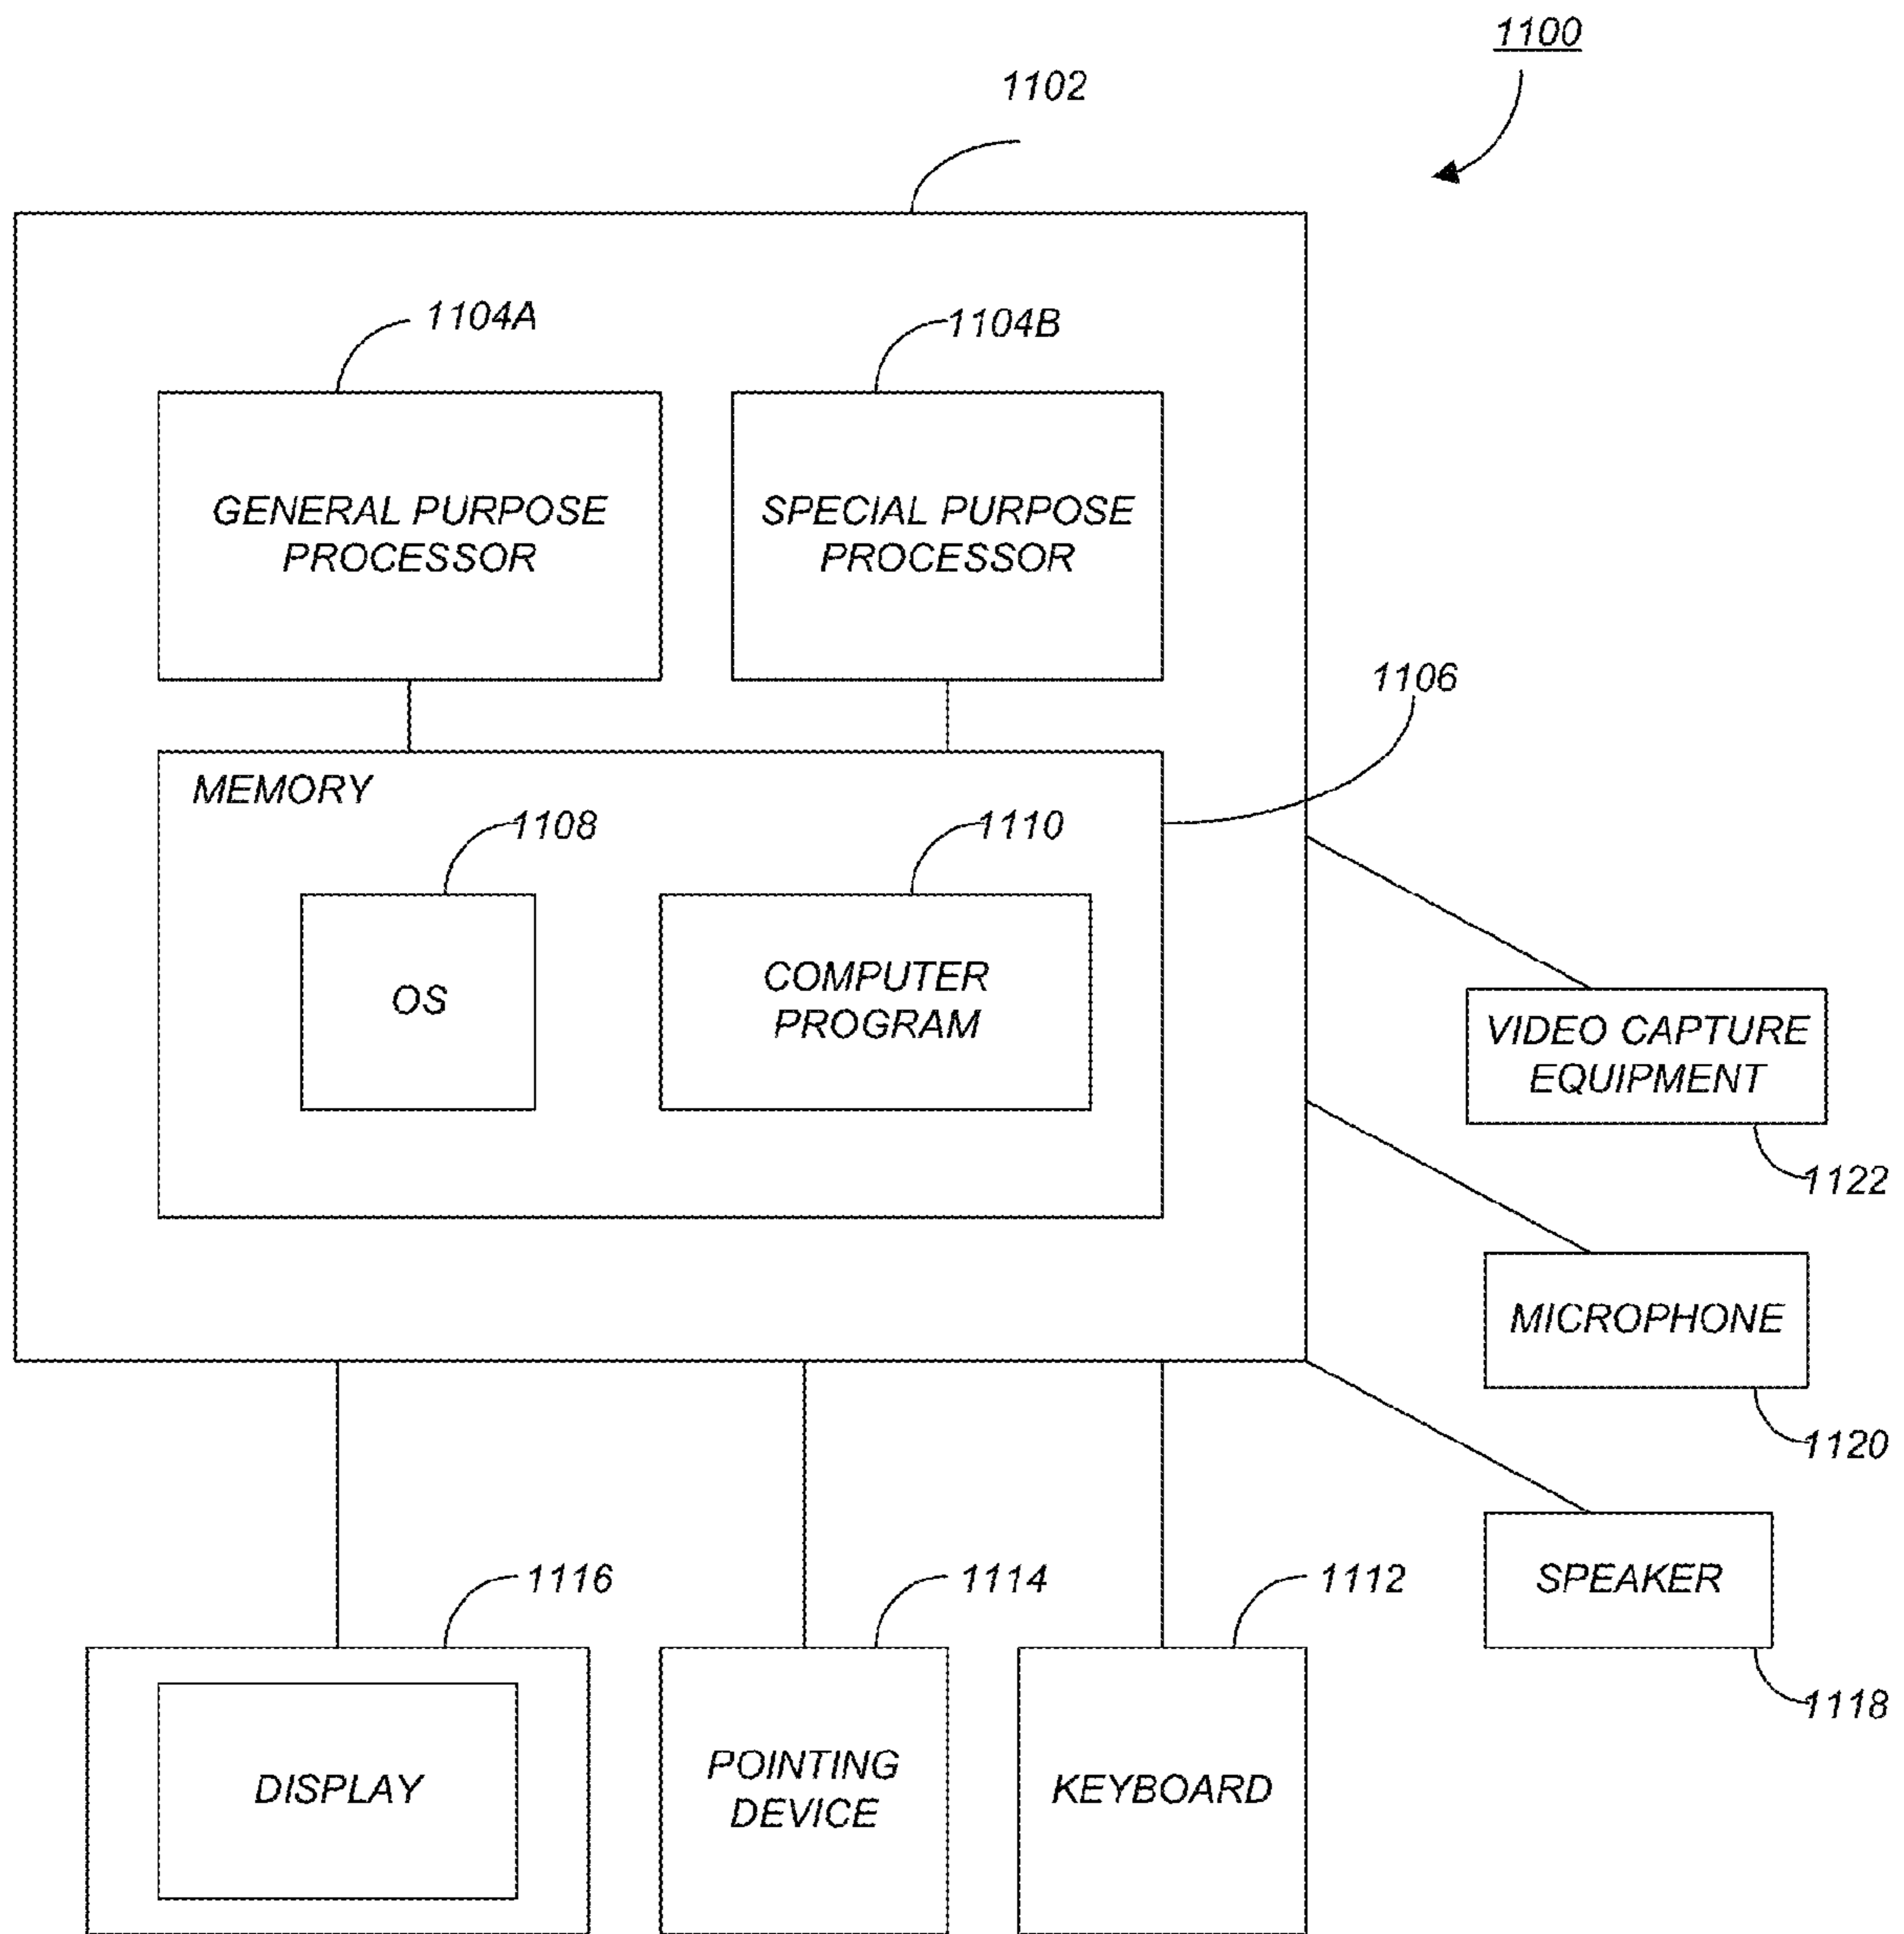 1100
1102
1104A
1104B
GENERAL PURPOSE
PROCESSOR
SPECIAL PURPOSE
PROCESSOR
1106
MEMORY
1108
1110
OS
COMPUTER
PROGRAM
VIDEO CAPTURE
EQUIPMENT
1122
MICROPHONE
1120
SPEAKER
1118
1116
1114
1112
DISPLAY
POINTING
DEVICE
KEYBOARD